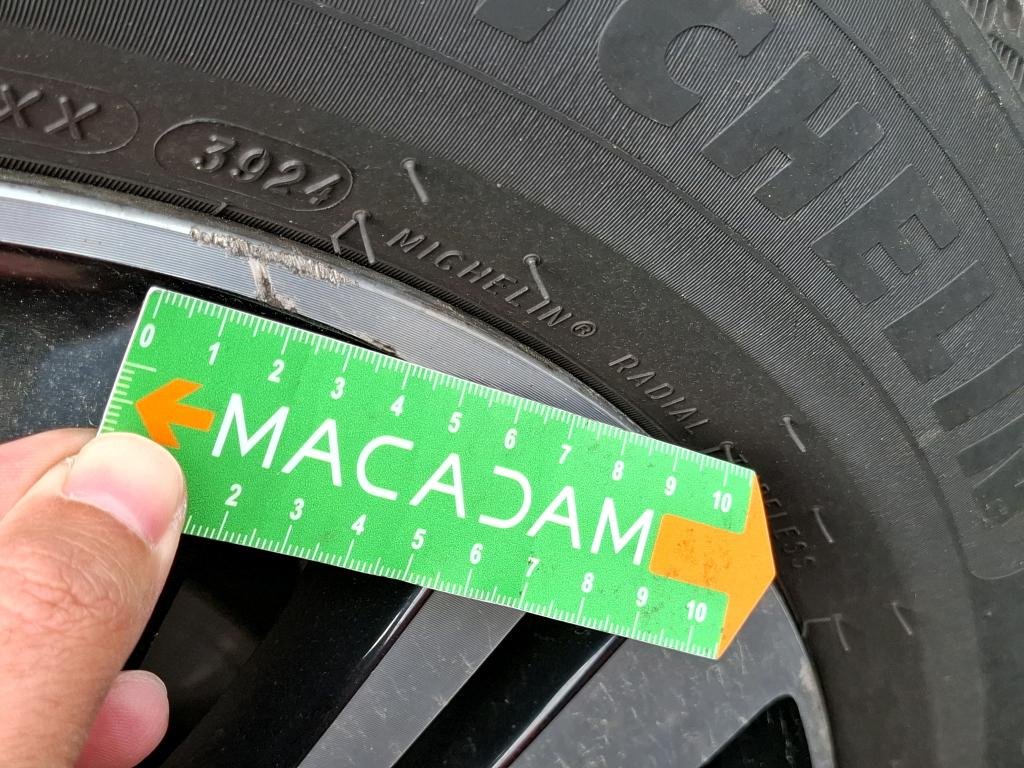 XX
3924
MICHELIN
MICHELIN® RADIAL
0 1 2 3 4 5 6 7 8 9 10
MACADAM
2 3 4 5 6 7 8 9 10